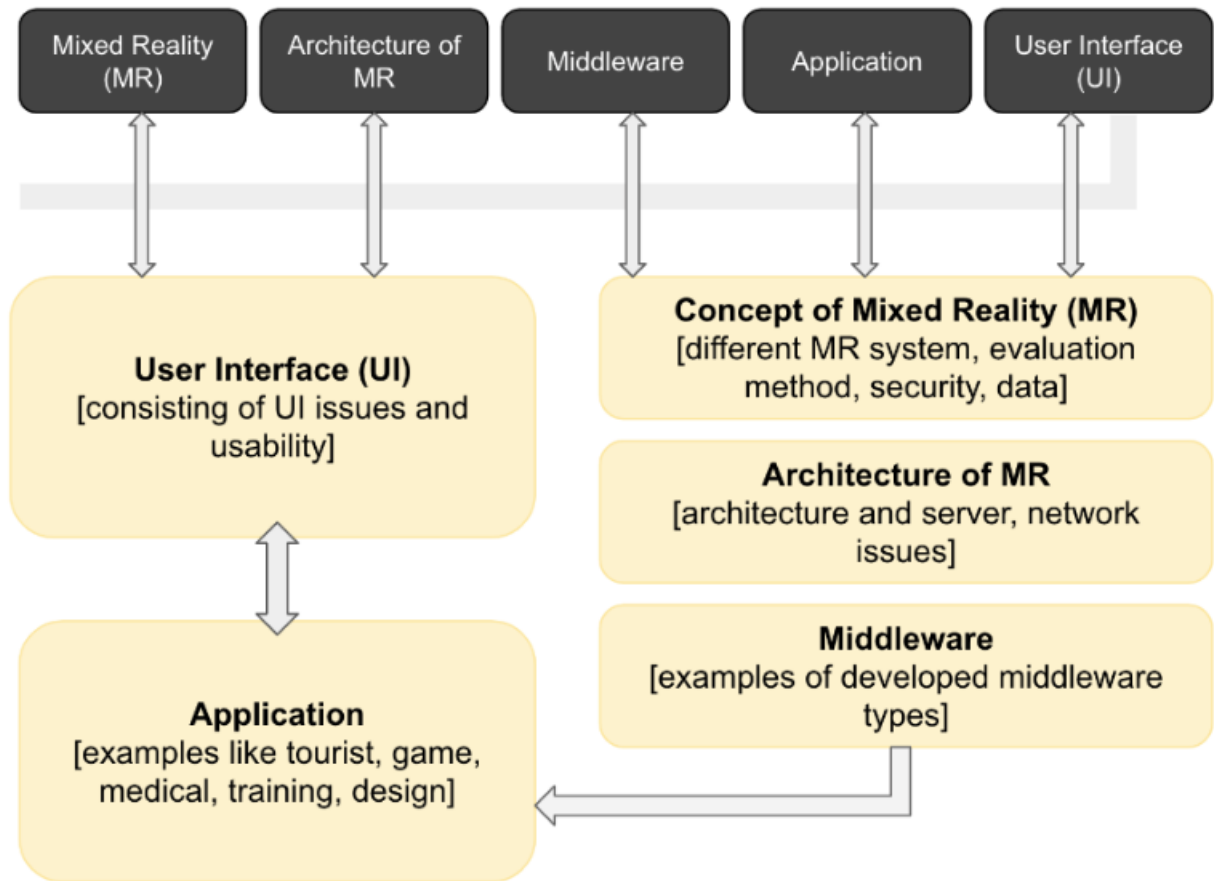 Mixed Reality
(MR)
Architecture of
MR
Middleware
Application
User Interface
(UI)
User Interface (UI)
[consisting of UI issues and
usability]
Concept of Mixed Reality (MR)
[different MR system, evaluation
method, security, data]
Architecture of MR
[architecture and server, network
issues]
Middleware
[examples of developed middleware
types]
Application
[examples like tourist, game,
medical, training, design]